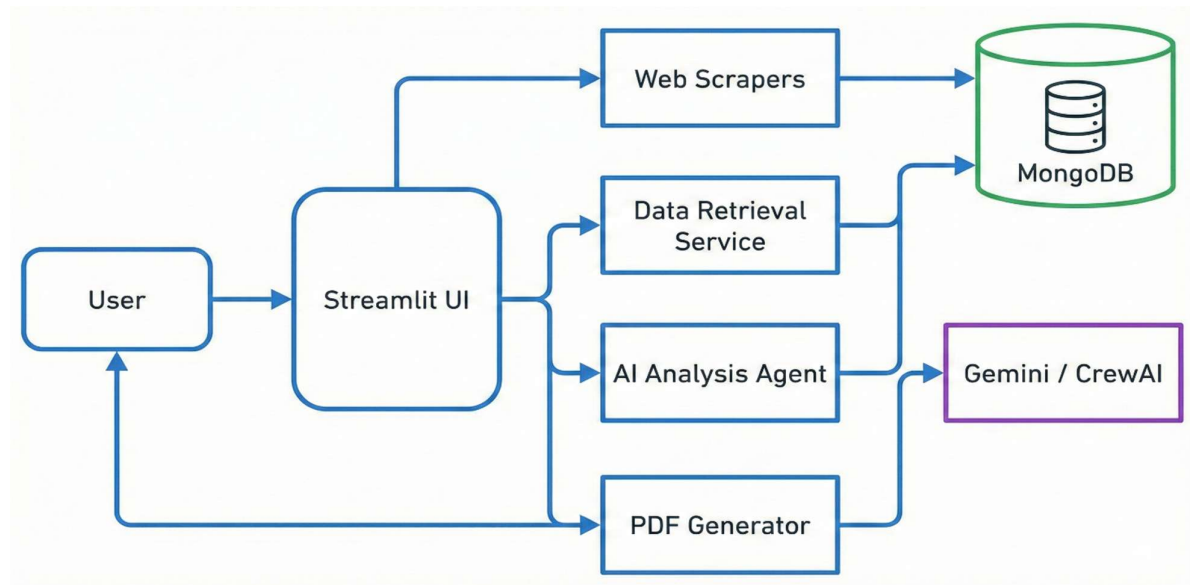 Web Scrapers
MongoDB
Data Retrieval
Service
User
Streamlit UI
AI Analysis Agent
Gemini / CrewAI
PDF Generator